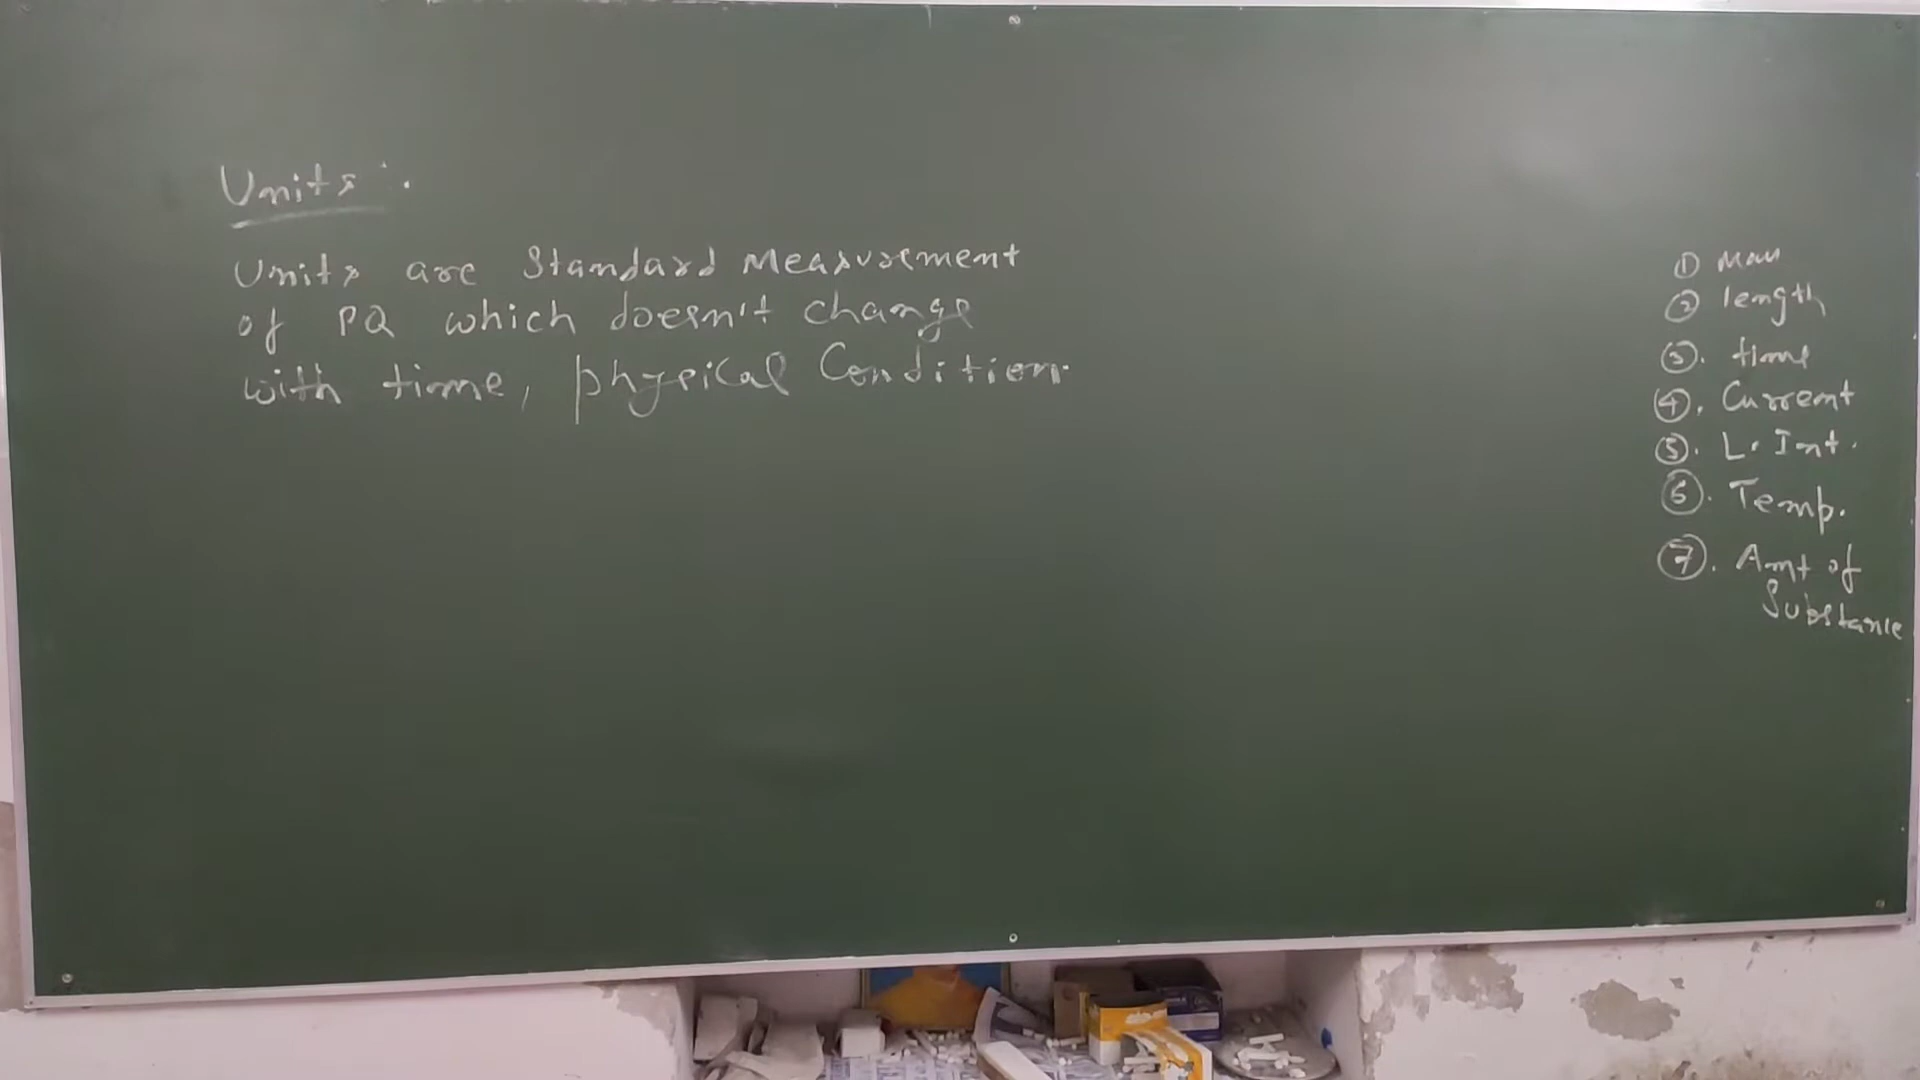 Units :
Units are Standard Measurement
of PQ which doesn't change
with time, physical Condition.
① Mass
② length
③. time
④. Current
⑤. L. Int.
⑥. Temp.
⑦. Amt of
Substance